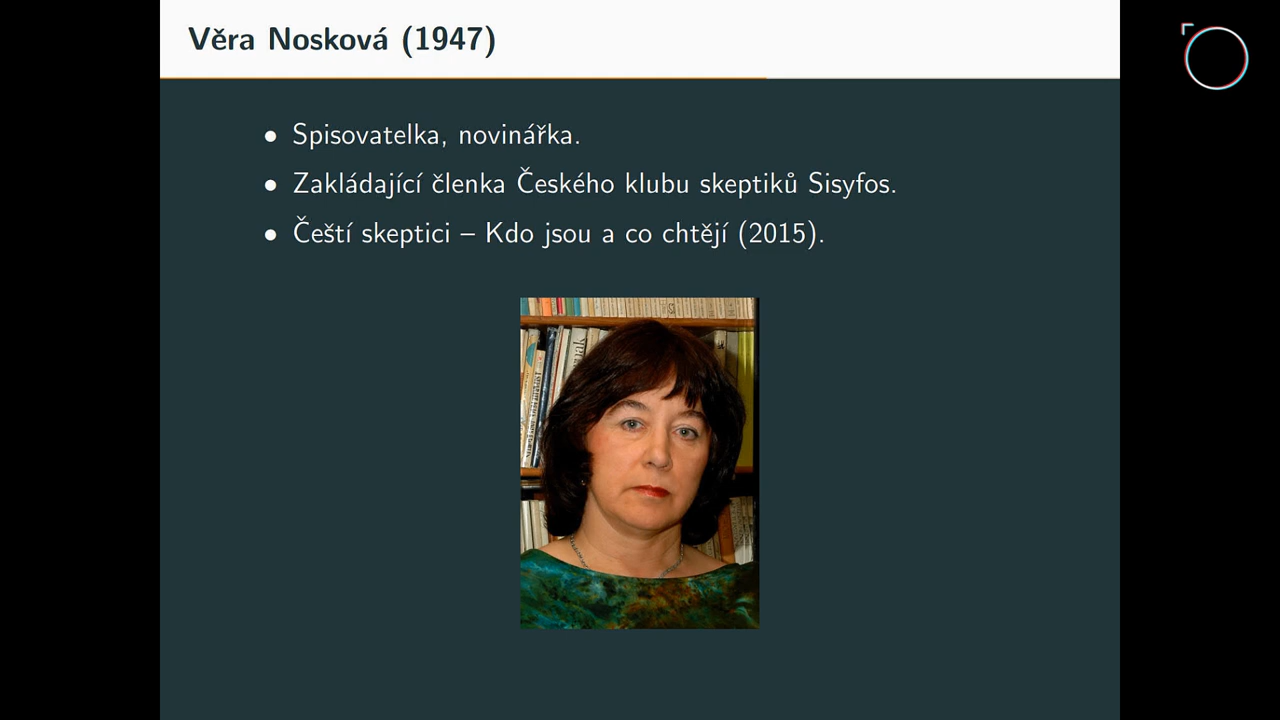 Věra Nosková (1947)
• Spisovatelka, novinářka.
• Zakládající členka Českého klubu skeptiků Sisyfos.
• Čeští skeptici – Kdo jsou a co chtějí (2015).